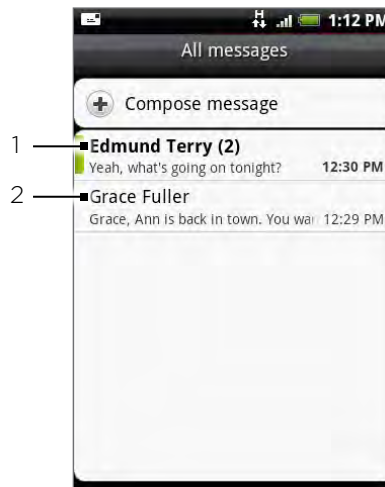 H 1:12 PM
All messages
Compose message
1 Edmund Terry (2)
Yeah, what's going on tonight? 12:30 PM
2 Grace Fuller
Grace, Ann is back in town. You wa 12:29 PM